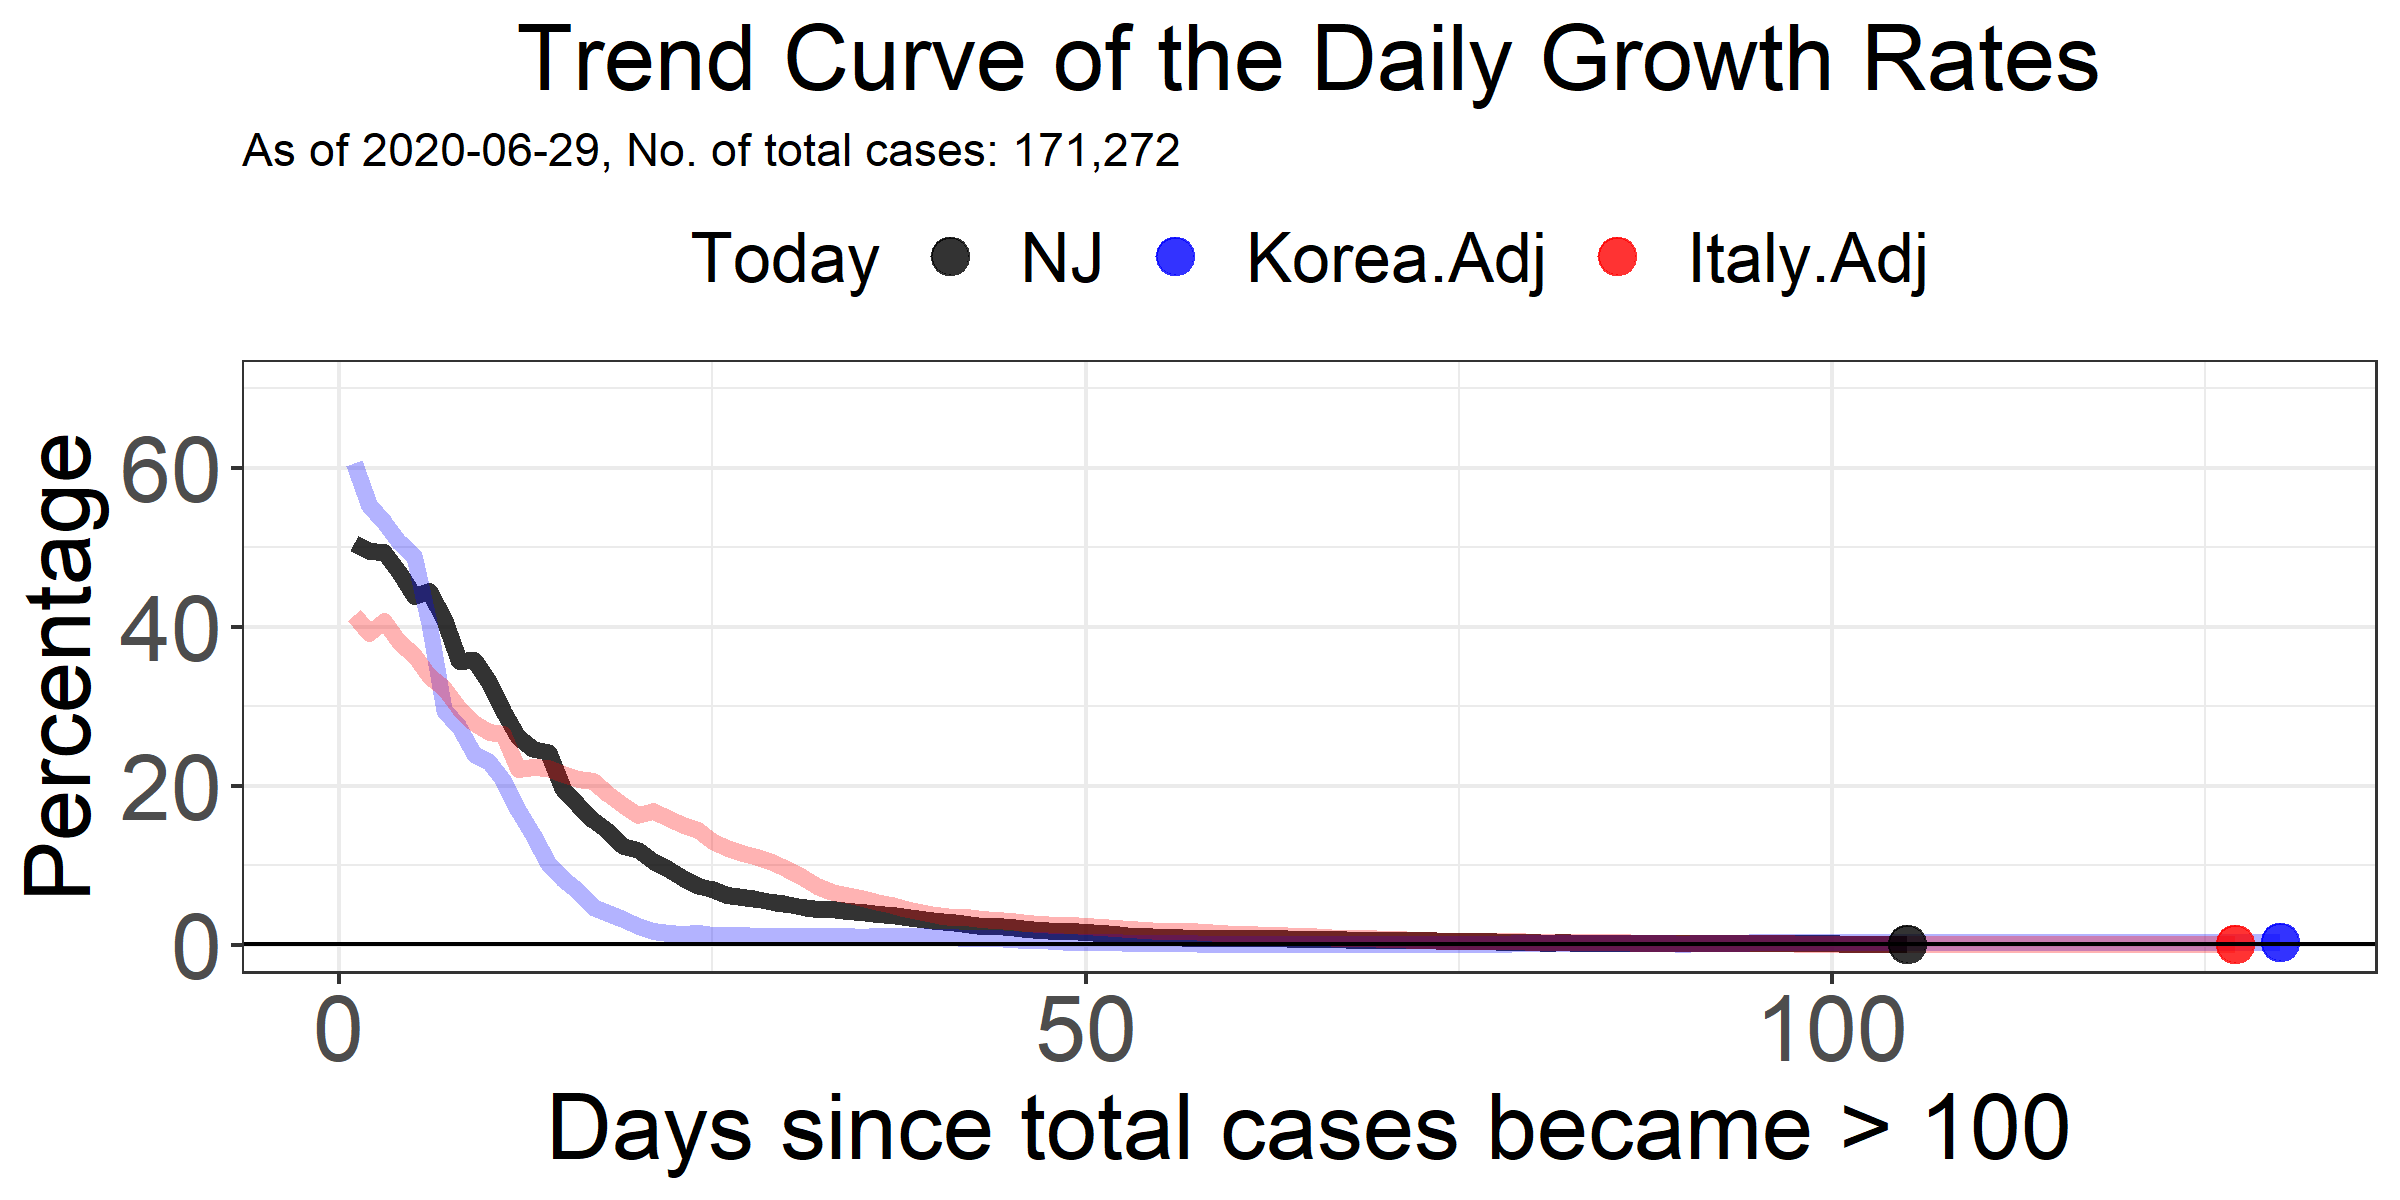 Trend Curve of the Daily Growth Rates
As of 2020-06-29, No. of total cases: 171,272
Today NJ Korea.Adj Italy.Adj
Percentage
60
40
20
0
0 50 100
Days since total cases became > 100